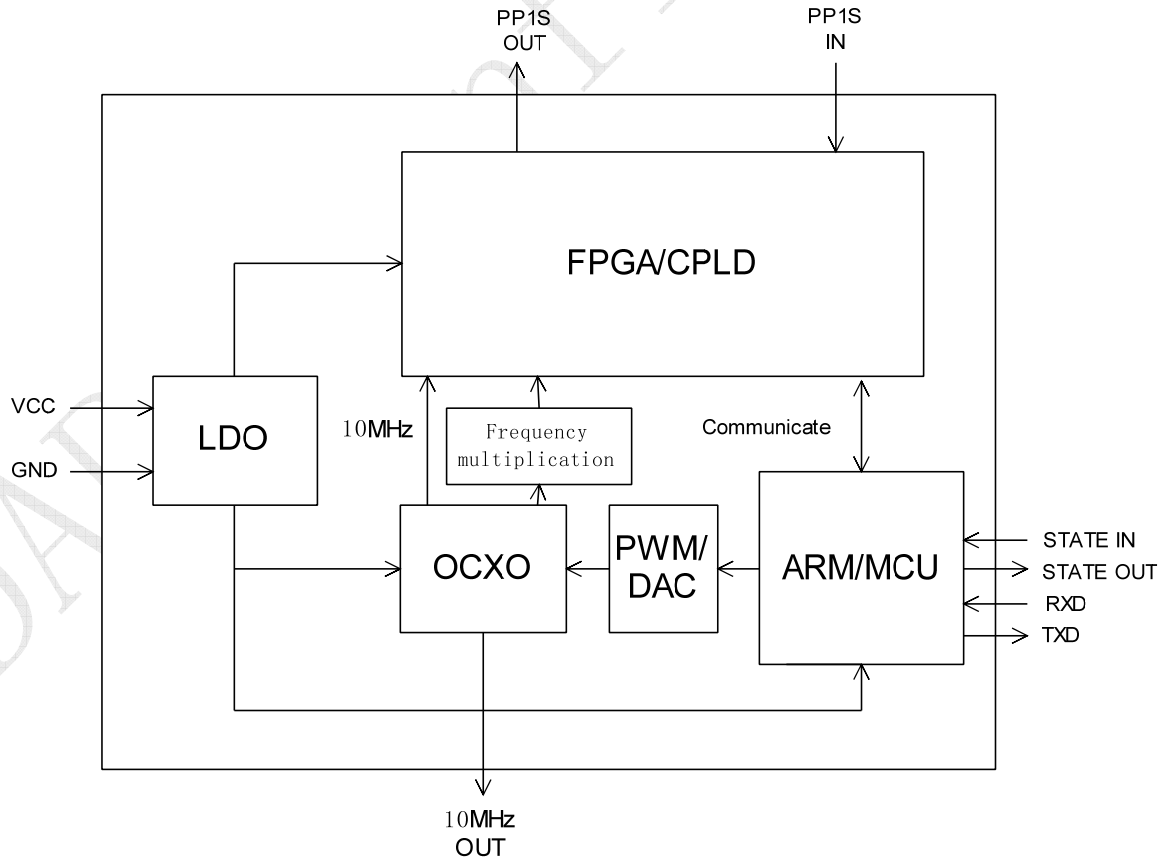 PP1S
OUT
PP1S
IN
FPGA/CPLD
VCC
GND
LDO
10MHz
Frequency
multiplication
Communicate
OCXO
PWM/
DAC
ARM/MCU
STATE IN
STATE OUT
RXD
TXD
10MHz
OUT